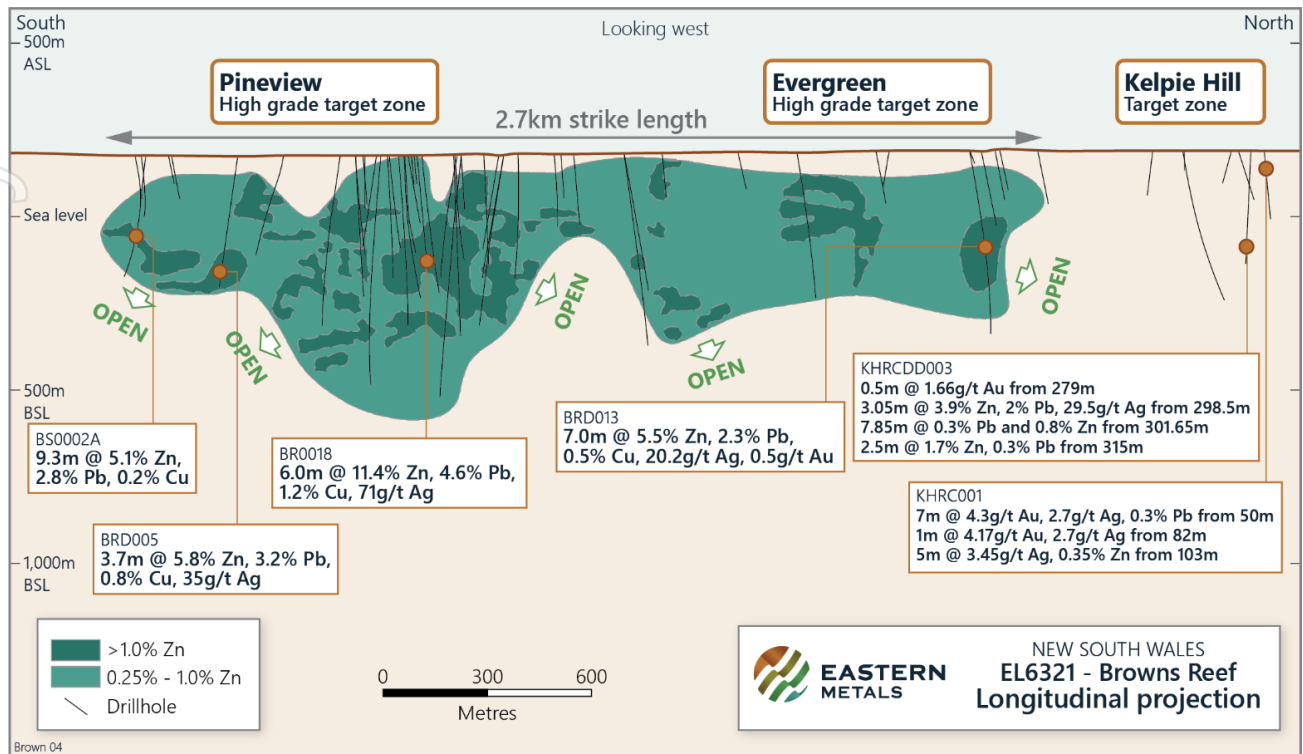 South
Looking west
North
500m
ASL
Pineview
High grade target zone
Evergreen
High grade target zone
Kelpie Hill
Target zone
2.7km strike length
Sea level
OPEN
OPEN
OPEN
OPEN
OPEN
500m
BSL
BS0002A
9.3m @ 5.1% Zn,
2.8% Pb, 0.2% Cu
BR0018
6.0m @ 11.4% Zn, 4.6% Pb,
1.2% Cu, 71g/t Ag
BRD013
7.0m @ 5.5% Zn, 2.3% Pb,
0.5% Cu, 20.2g/t Ag, 0.5g/t Au
KHRCDD003
0.5m @ 1.66g/t Au from 279m
3.05m @ 3.9% Zn, 2% Pb, 29.5g/t Ag from 298.5m
7.85m @ 0.3% Pb and 0.8% Zn from 301.65m
2.5m @ 1.7% Zn, 0.3% Pb from 315m
KHRC001
7m @ 4.3g/t Au, 2.7g/t Ag, 0.3% Pb from 50m
1m @ 4.17g/t Au, 2.7g/t Ag from 82m
5m @ 3.45g/t Ag, 0.35% Zn from 103m
BRD005
3.7m @ 5.8% Zn, 3.2% Pb,
0.8% Cu, 35g/t Ag
1,000m
BSL
>1.0% Zn
0.25% - 1.0% Zn
Drillhole
0 300 600
Metres
EASTERN
METALS
NEW SOUTH WALES
EL6321 - Browns Reef
Longitudinal projection
Brown 04